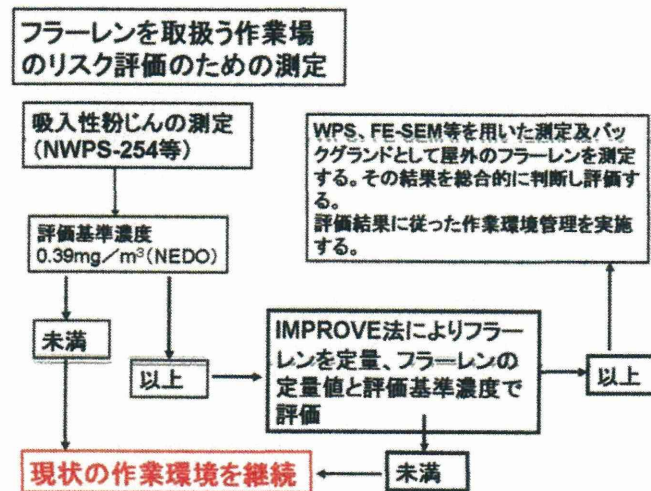 フラーレンを取扱う作業場
のリスク評価のための測定
吸入性粉じんの測定
(NWPS-254等)
WPS、FE-SEM等を用いた測定及バッ
クグランドとして屋外のフラーレンを測定
する。その結果を総合的に判断し評価す
る。
評価結果に従った作業環境管理を実施
する。
評価基準濃度
0.39mg/m³(NEDO)
未満
以上
IMPROVE法によりフラー
レンを定量、フラーレンの
定量値と評価基準濃度で
評価
以上
未満
現状の作業環境を継続